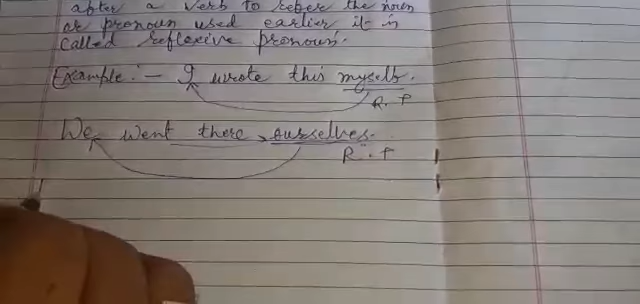 after a verb to refer the noun
or pronoun used earlier it is
called reflexive pronoun.
Example:- I wrote this myself.
R.P
We went there ourselves.
R.P